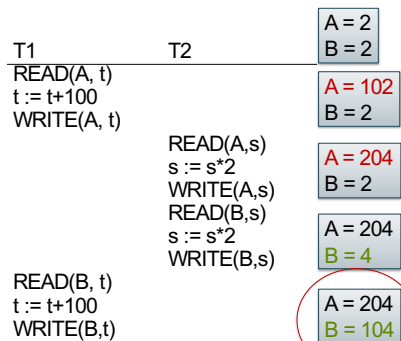 A = 2
B = 2
T1 T2
READ(A, t)
t := t+100
WRITE(A, t)
A = 102
B = 2
READ(A,s)
s := s*2
WRITE(A,s)
A = 204
B = 2
READ(B,s)
s := s*2
WRITE(B,s)
A = 204
B = 4
READ(B, t)
t := t+100
WRITE(B,t)
A = 204
B = 104